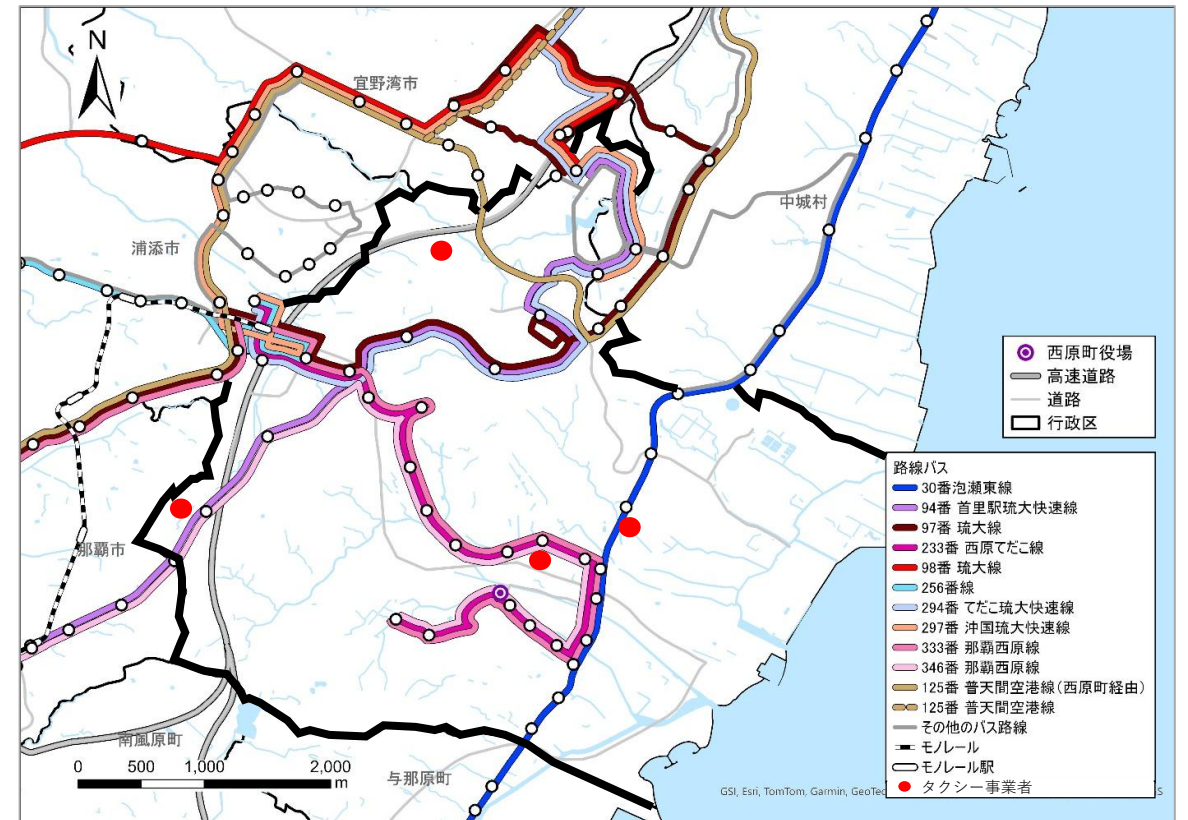 N
宜野湾市
中城村
浦添市
西原町役場
高速道路
道路
行政区
路線バス
30番泡瀬東線
94番 首里駅琉大快速線
97番 琉大線
233番 西原てだこ線
98番 琉大線
256番線
294番 てだこ琉大快速線
297番 沖国琉大快速線
333番 那覇西原線
346番 那覇西原線
125番 普天間空港線(西原町経由)
125番 普天間空港線
その他のバス路線
モノレール
モノレール駅
タクシー事業者
那覇市
南風原町
与那原町
0 500 1,000 2,000
m
GSI, Esri, TomTom, Garmin,